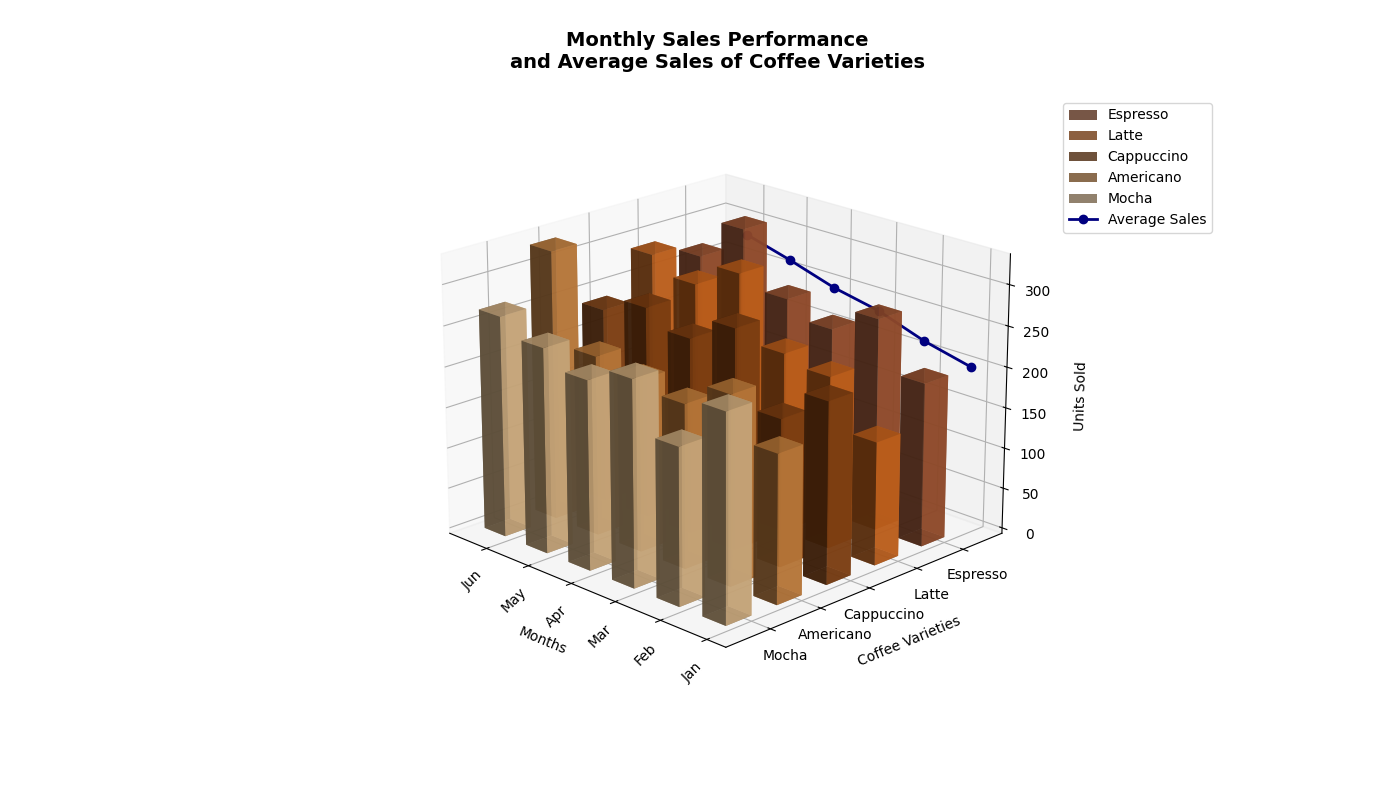 Monthly Sales Performance
and Average Sales of Coffee Varieties
Espresso
Latte
Cappuccino
Americano
Mocha
Average Sales
300
250
200
150
100
50
0
Units Sold
Jun
May
Apr
Mar
Feb
Jan
Months
Espresso
Latte
Cappuccino
Americano
Mocha
Coffee Varieties